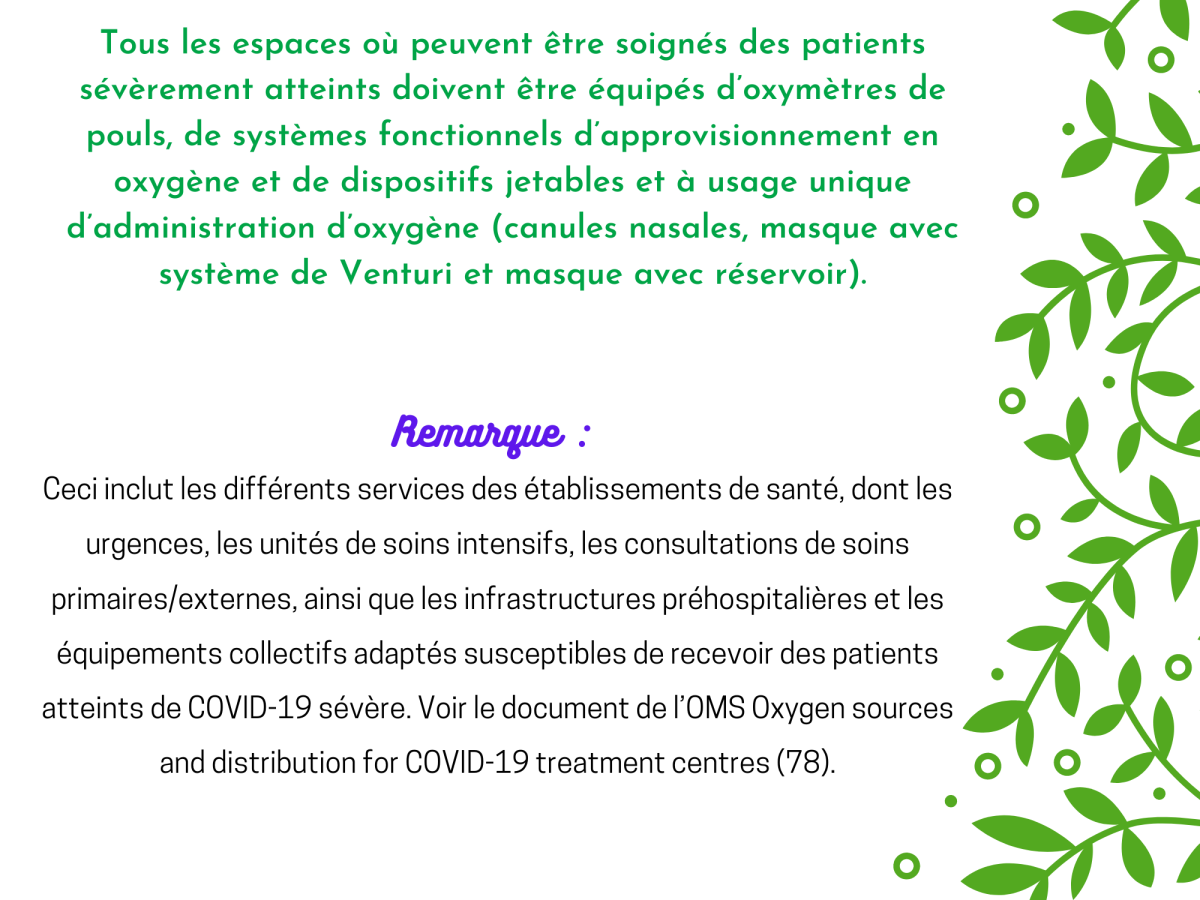 Tous les espaces où peuvent être soignés des patients
sévèrement atteints doivent être équipés d’oxymètres de
pouls, de systèmes fonctionnels d’approvisionnement en
oxygène et de dispositifs jetables et à usage unique
d’administration d’oxygène (canules nasales, masque avec
système de Venturi et masque avec réservoir).
Remarque :
Ceci inclut les différents services des établissements de santé, dont les
urgences, les unités de soins intensifs, les consultations de soins
primaires/externes, ainsi que les infrastructures préhospitalières et les
équipements collectifs adaptés susceptibles de recevoir des patients
atteints de COVID-19 sévère. Voir le document de l’OMS Oxygen sources
and distribution for COVID-19 treatment centres (78).